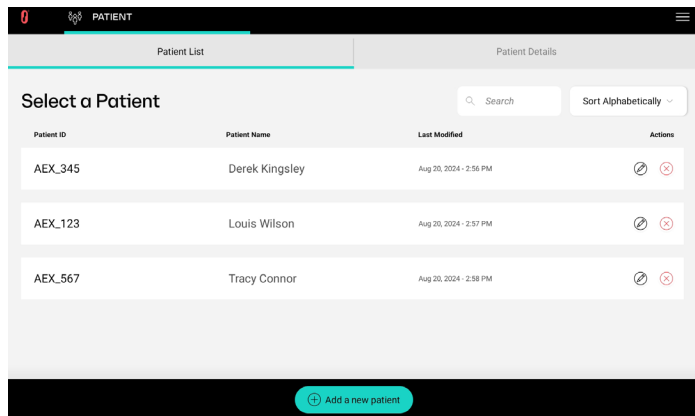 PATIENT
Patient List Patient Details
Select a Patient Search Sort Alphabetically
Patient ID Patient Name Last Modified Actions
AEX_345 Derek Kingsley Aug 20, 2024 - 2:56 PM
AEX_123 Louis Wilson Aug 20, 2024 - 2:57 PM
AEX_567 Tracy Connor Aug 20, 2024 - 2:58 PM
Add a new patient